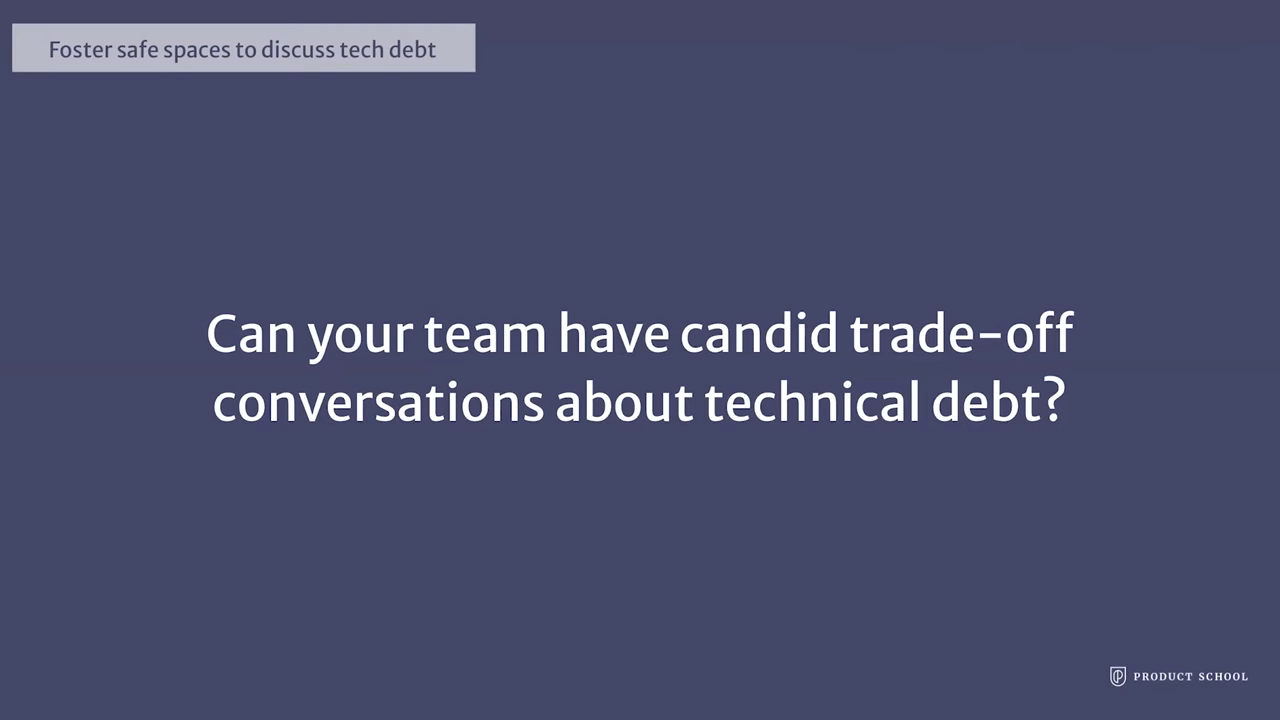 Foster safe spaces to discuss tech debt
Can your team have candid trade-off
conversations about technical debt?
PRODUCT SCHOOL